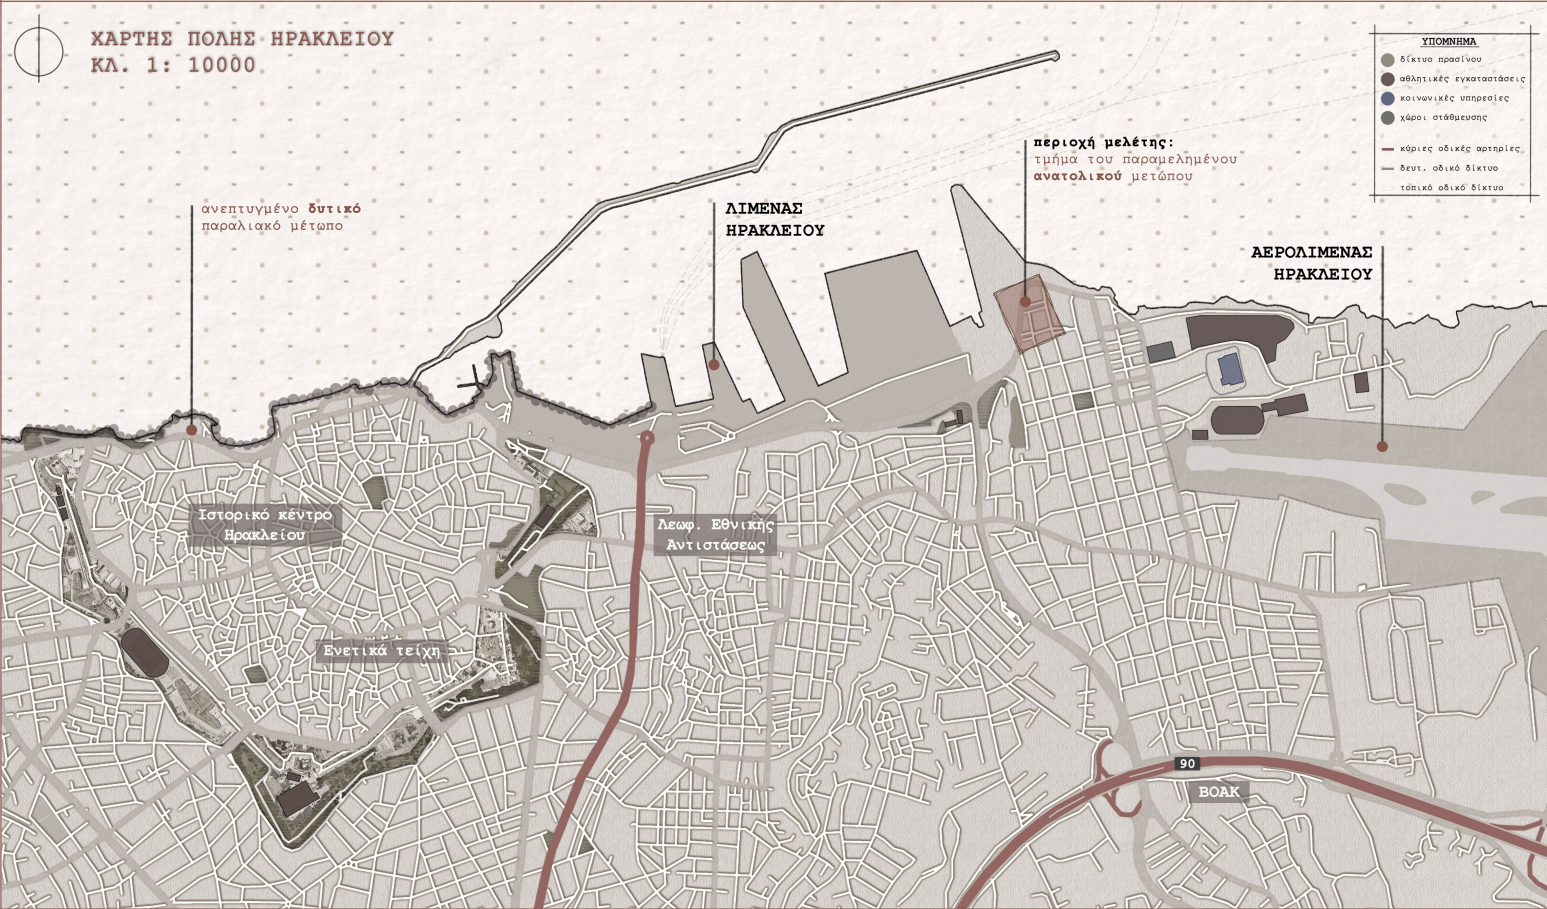 ΧΑΡΤΗΣ ΠΟΛΗΣ ΗΡΑΚΛΕΙΟΥ
ΚΛ. 1: 10000
ΥΠΟΜΝΗΜΑ
δίκτυο πρασίνου
αθλητικές εγκαταστάσεις
κοινωνικές υπηρεσίες
χώροι στάθμευσης
κύριες οδικές αρτηρίες
δευτ. οδικό δίκτυο
τοπικό οδικό δίκτυο
περιοχή μελέτης:
τμήμα του παραμελημένου
ανατολικού μετώπου
ανεπτυγμένο δυτικό
παραλιακό μέτωπο
ΛΙΜΕΝΑΣ
ΗΡΑΚΛΕΙΟΥ
ΑΕΡΟΛΙΜΕΝΑΣ
ΗΡΑΚΛΕΙΟΥ
Ιστορικό κέντρο
Ηρακλείου
Λεωφ. Εθνικής
Αντιστάσεως
Ενετικά τείχη
90
ΒΟΑΚ